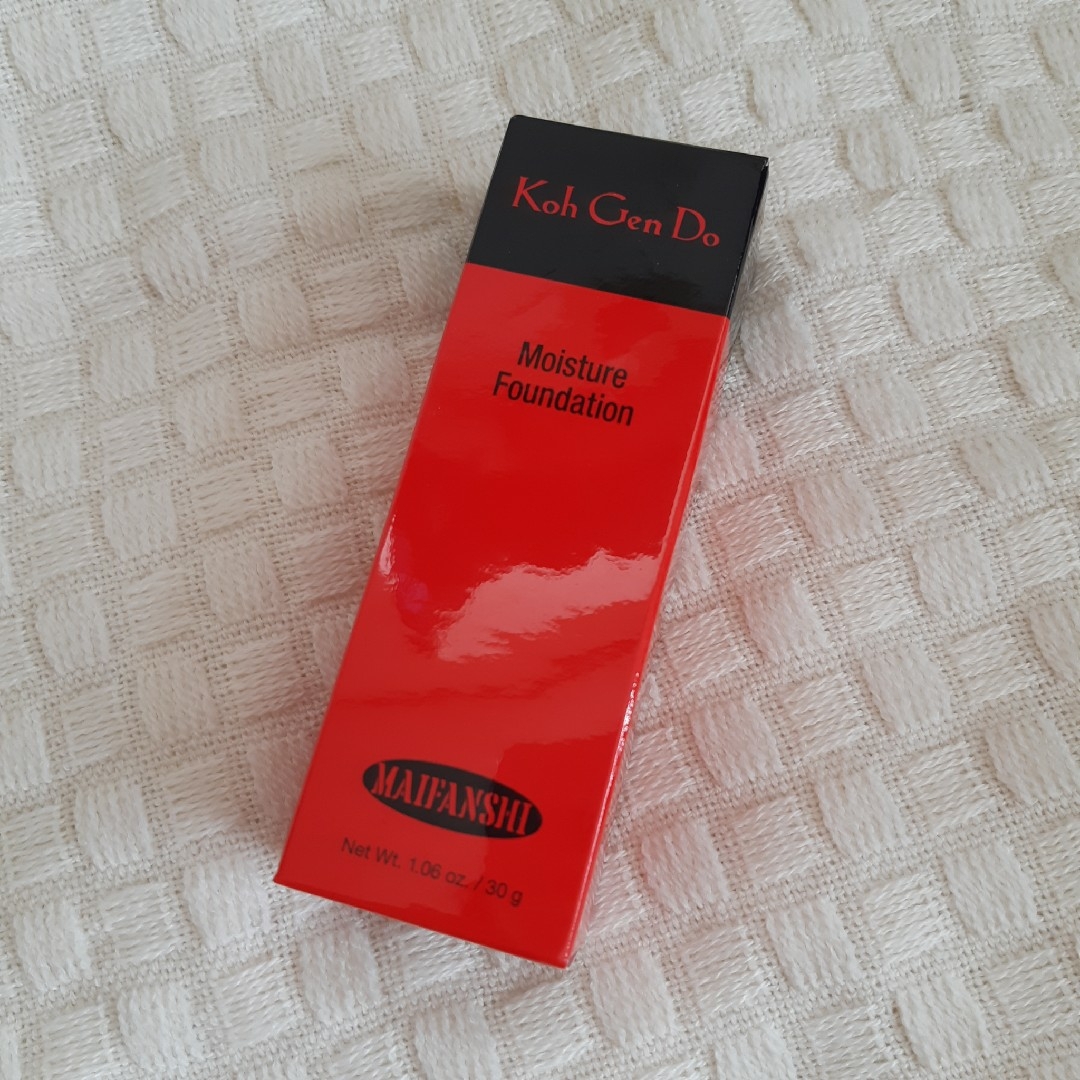 Koh Gen Do
Moisture
Foundation
MAIFANSHI
Net Wt. 1.06 oz. / 30 g